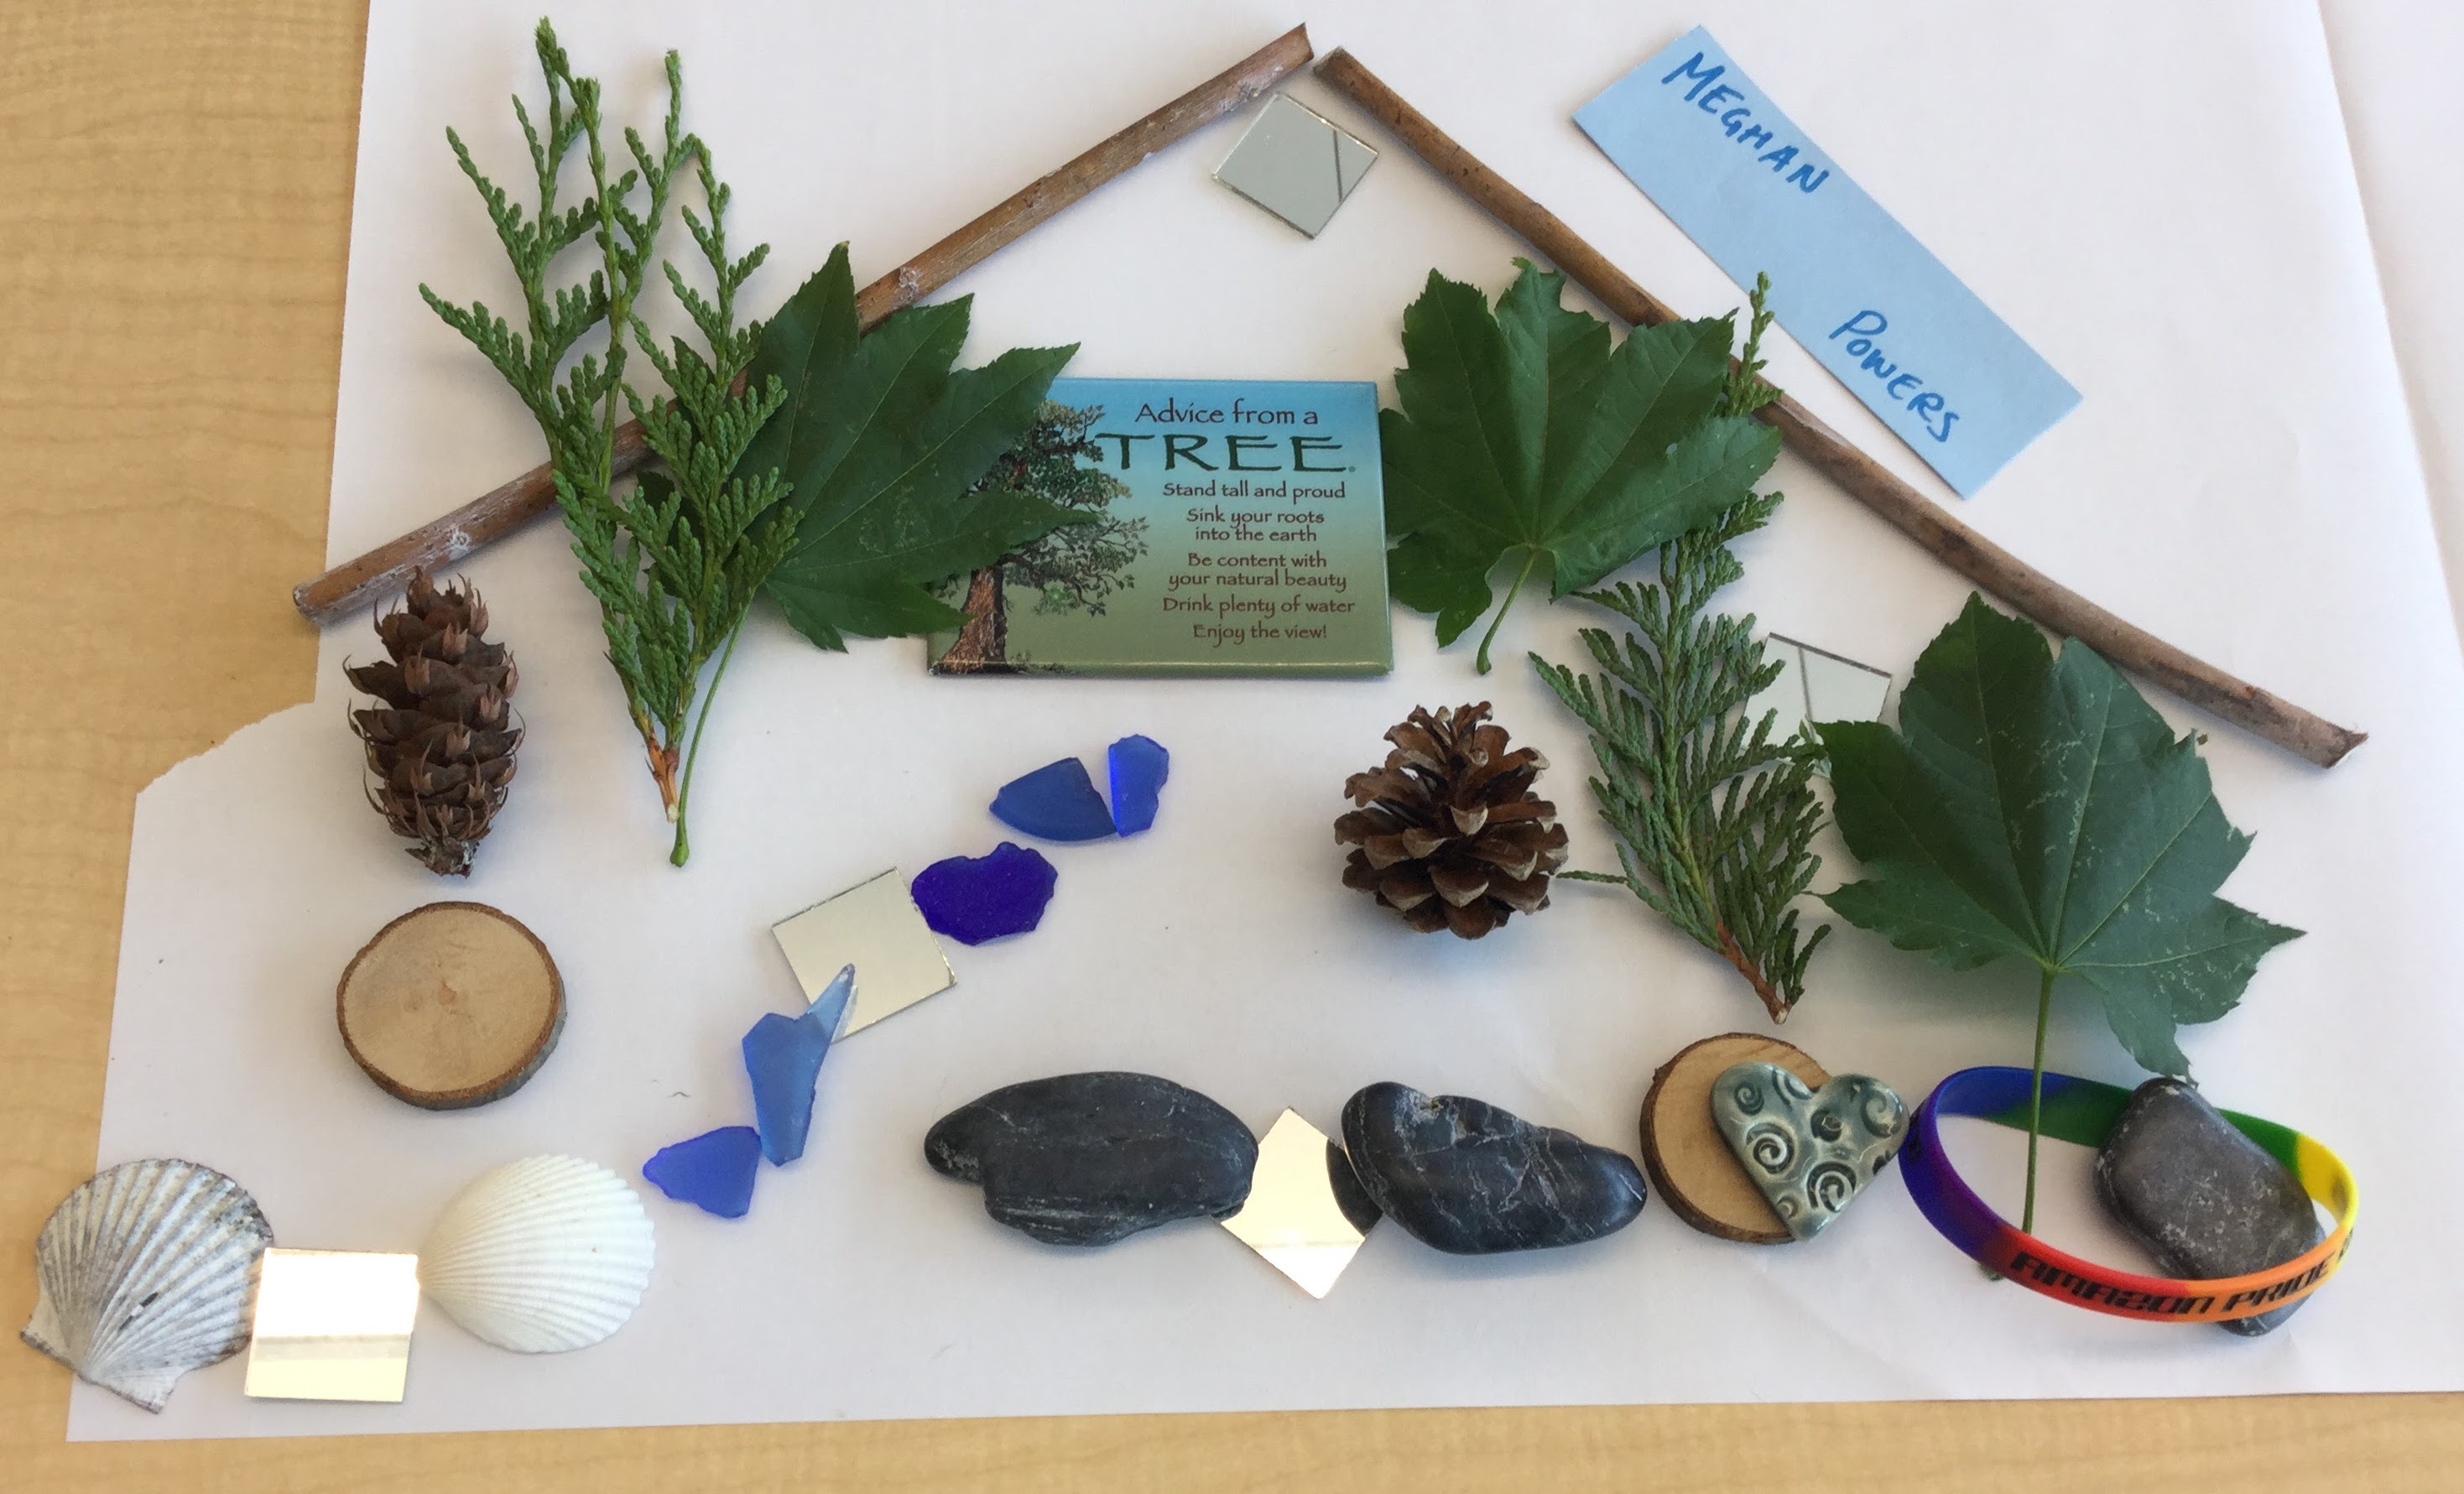 MEGHAN
POWERS
Advice from a
TREE
Stand tall and proud
Sink your roots
into the earth
Be content with
your natural beauty
Drink plenty of water
Enjoy the view!
AMAZON PRIDE